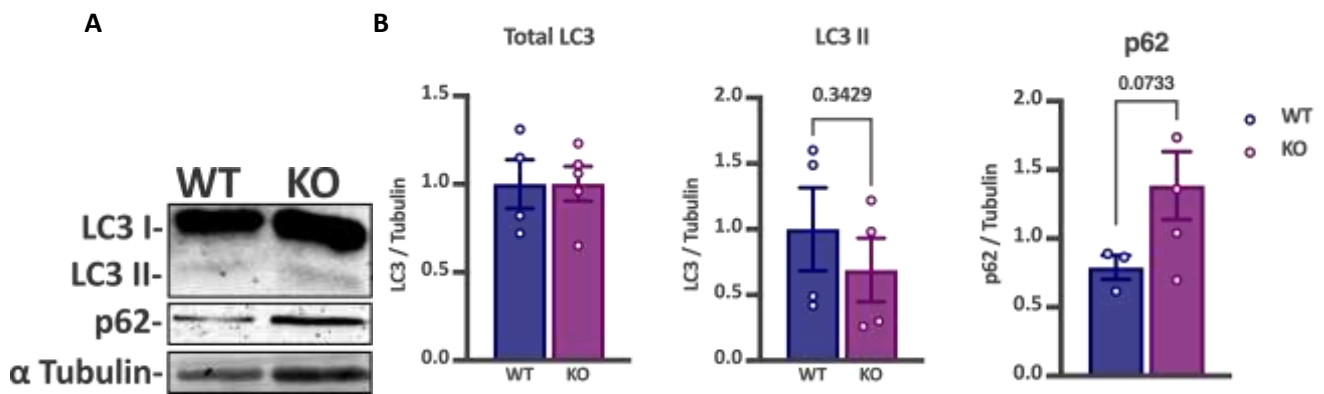 A
WT KO
LC3 I-
LC3 II-
p62-
α Tubulin-
B
Total LC3
LC3 / Tubulin
1.5
1.0
0.5
0.0
WT KO
LC3 II
0.3429
LC3 / Tubulin
2.0
1.5
1.0
0.5
0.0
WT KO
p62
0.0733
p62 / Tubulin
2.0
1.5
1.0
0.5
0.0
WT
KO